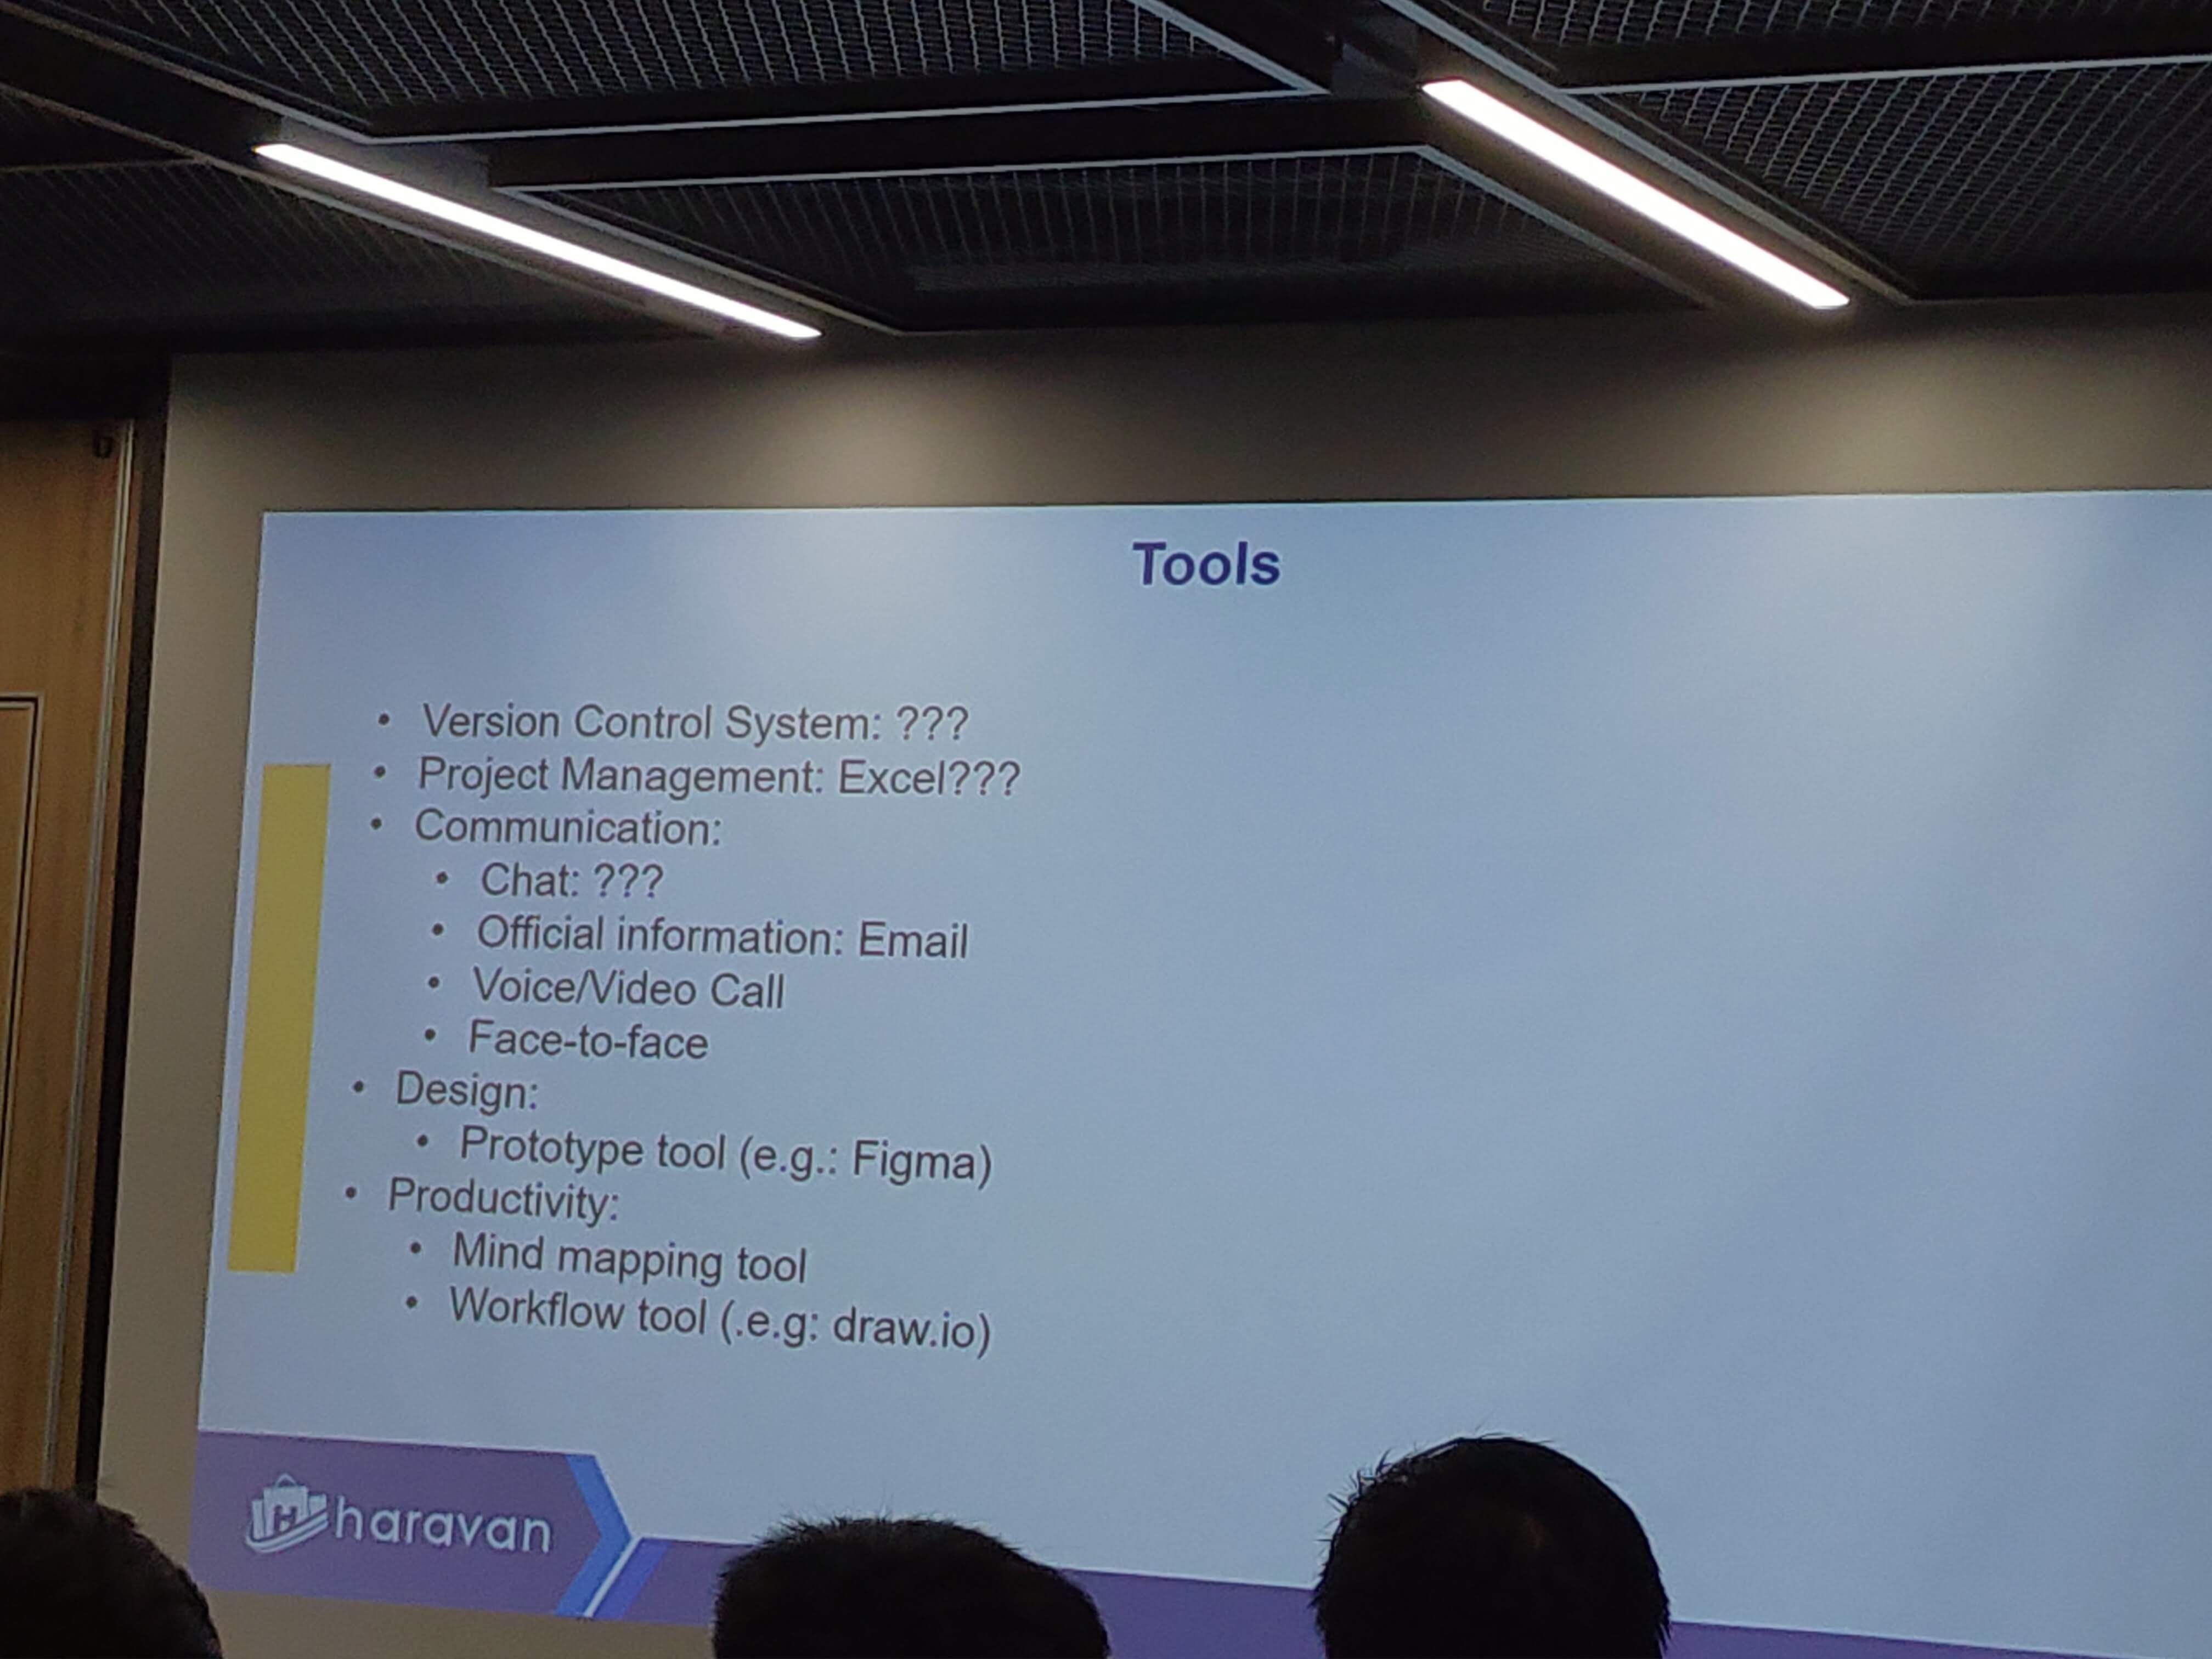 Tools
• Version Control System: ???
• Project Management: Excel???
• Communication:
• Chat: ???
• Official information: Email
• Voice/Video Call
• Face-to-face
• Design:
• Prototype tool (e.g.: Figma)
• Productivity:
• Mind mapping tool
• Workflow tool (.e.g: draw.io)
H haravan